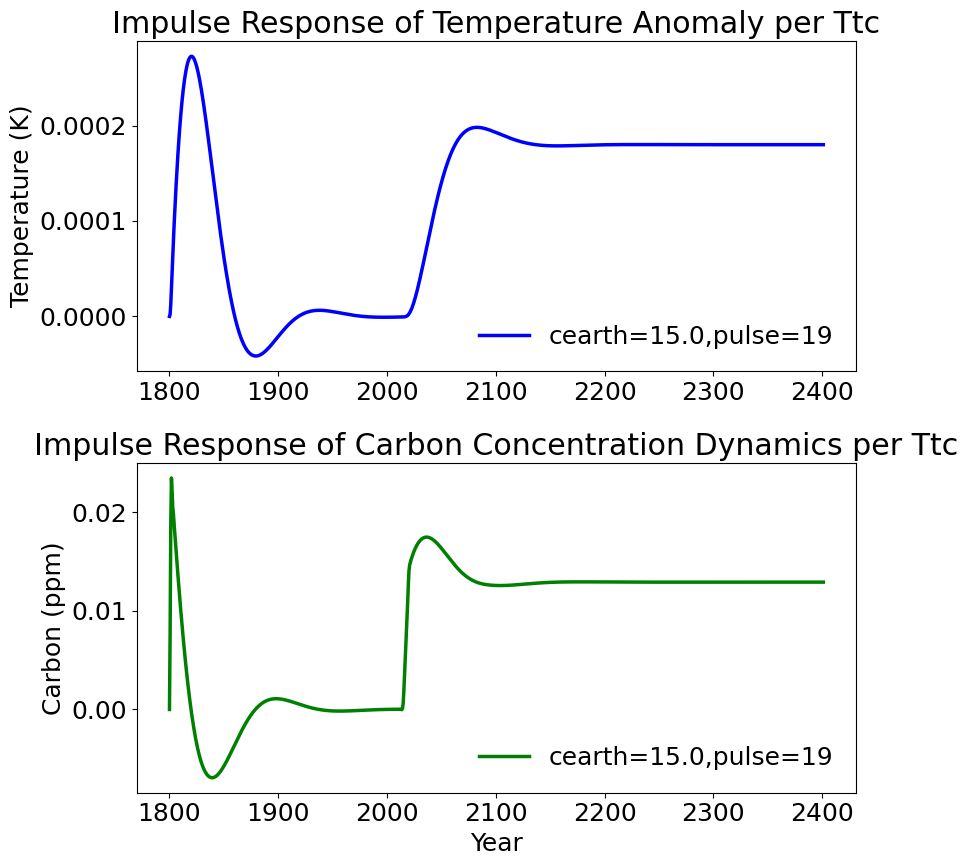 Impulse Response of Temperature Anomaly per Ttc
Temperature (K)
0.0002
0.0001
0.0000
cearth=15.0,pulse=19
1800 1900 2000 2100 2200 2300 2400
Impulse Response of Carbon Concentration Dynamics per Ttc
Carbon (ppm)
0.02
0.01
0.00
cearth=15.0,pulse=19
1800 1900 2000 2100 2200 2300 2400
Year